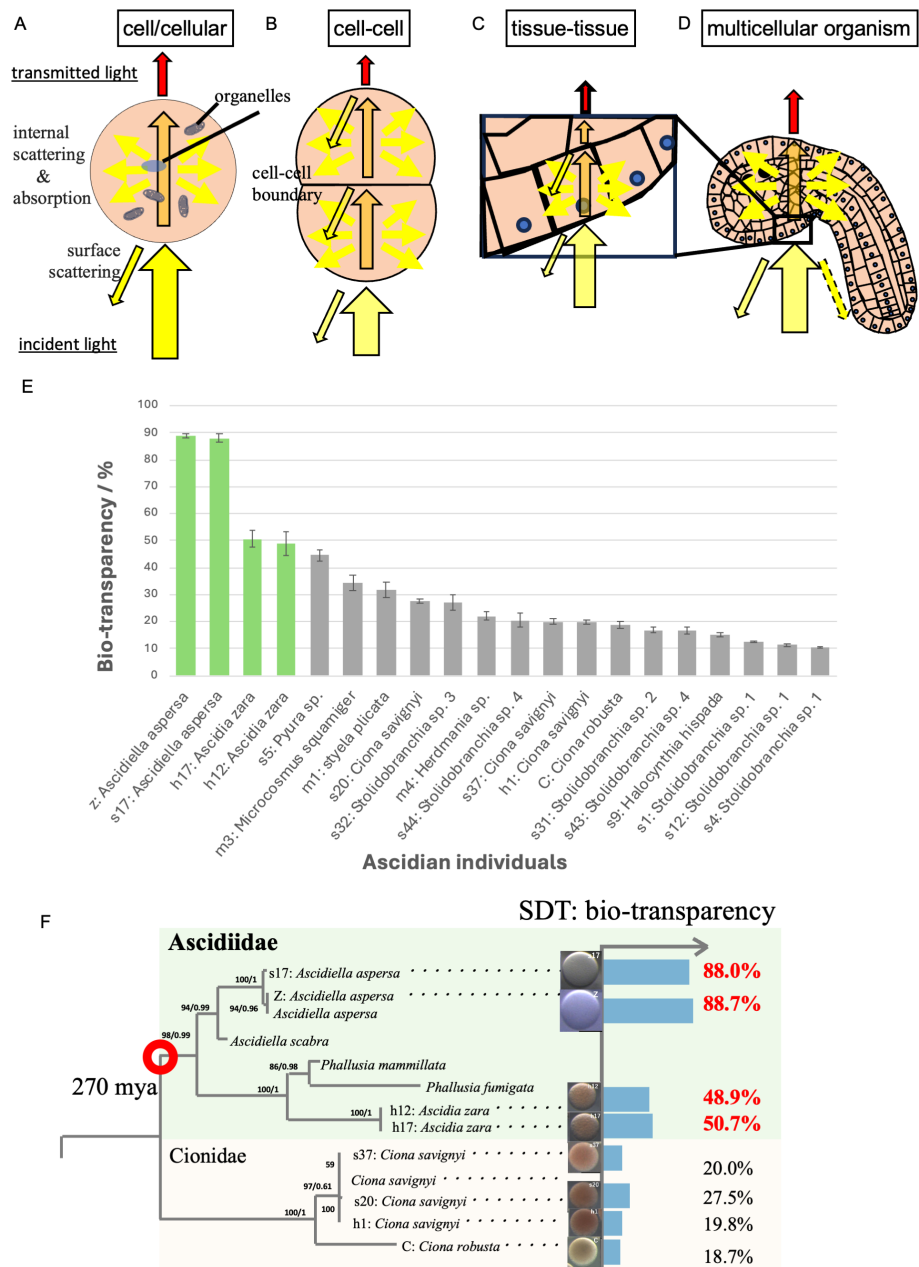 A
cell/cellular
B
cell-cell
C
tissue-tissue
D
multicellular organism
transmitted light
organelles
internal
scattering
&
absorption
cell-cell
boundary
surface
scattering
incident light
E
Bio-transparency / %
100
90
80
70
60
50
40
30
20
10
0
z: Ascidiella aspersa
s17: Ascidiella aspersa
h17: Ascidia zara
h12: Ascidia zara
s5: Pyura sp.
m3: Microcosmus squamiger
m1: styela plicata
s20: Ciona savignyi
s32: Stolidobranchia sp. 3
m4: Herdmania sp.
s44: Stolidobranchia sp. 4
s37: Ciona savignyi
h1: Ciona savignyi
C: Ciona robusta
s31: Stolidobranchia sp. 2
s43: Stolidobranchia sp. 4
s9: Halocynthia hispada
s1: Stolidobranchia sp. 1
s12: Stolidobranchia sp. 1
s4: Stolidobranchia sp. 1
Ascidian individuals
F
SDT: bio-transparency
Ascidiidae
100/1
s17: Ascidiella aspersa
s17
88.0%
94/0.99
94/0.96
Z: Ascidiella aspersa
Z
88.7%
Ascidiella aspersa
98/0.99
Ascidiella scabra
270 mya
86/0.98
Phallusia mammillata
100/1
Phallusia fumigata
100/1
h12: Ascidia zara
h12
48.9%
h17: Ascidia zara
h17
50.7%
Cionidae
s37: Ciona savignyi
s37
20.0%
59
Ciona savignyi
97/0.61
s20: Ciona savignyi
s20
27.5%
100
100/1
h1: Ciona savignyi
h1
19.8%
C: Ciona robusta
18.7%